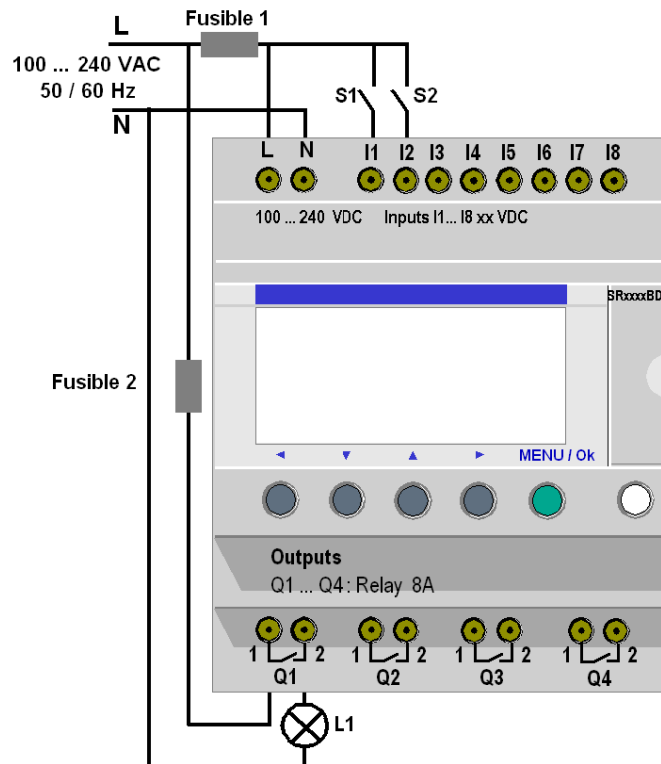 Fusible 1
L
100 ... 240 VAC
50 / 60 Hz
N
S1 S2
L N I1 I2 I3 I4 I5 I6 I7 I8
100 ... 240 VDC Inputs I1... I8 xx VDC
SRxxxxBD
Fusible 2
MENU / Ok
Outputs
Q1 ... Q4 : Relay 8A
1 2 1 2 1 2 1 2
Q1 Q2 Q3 Q4
L1